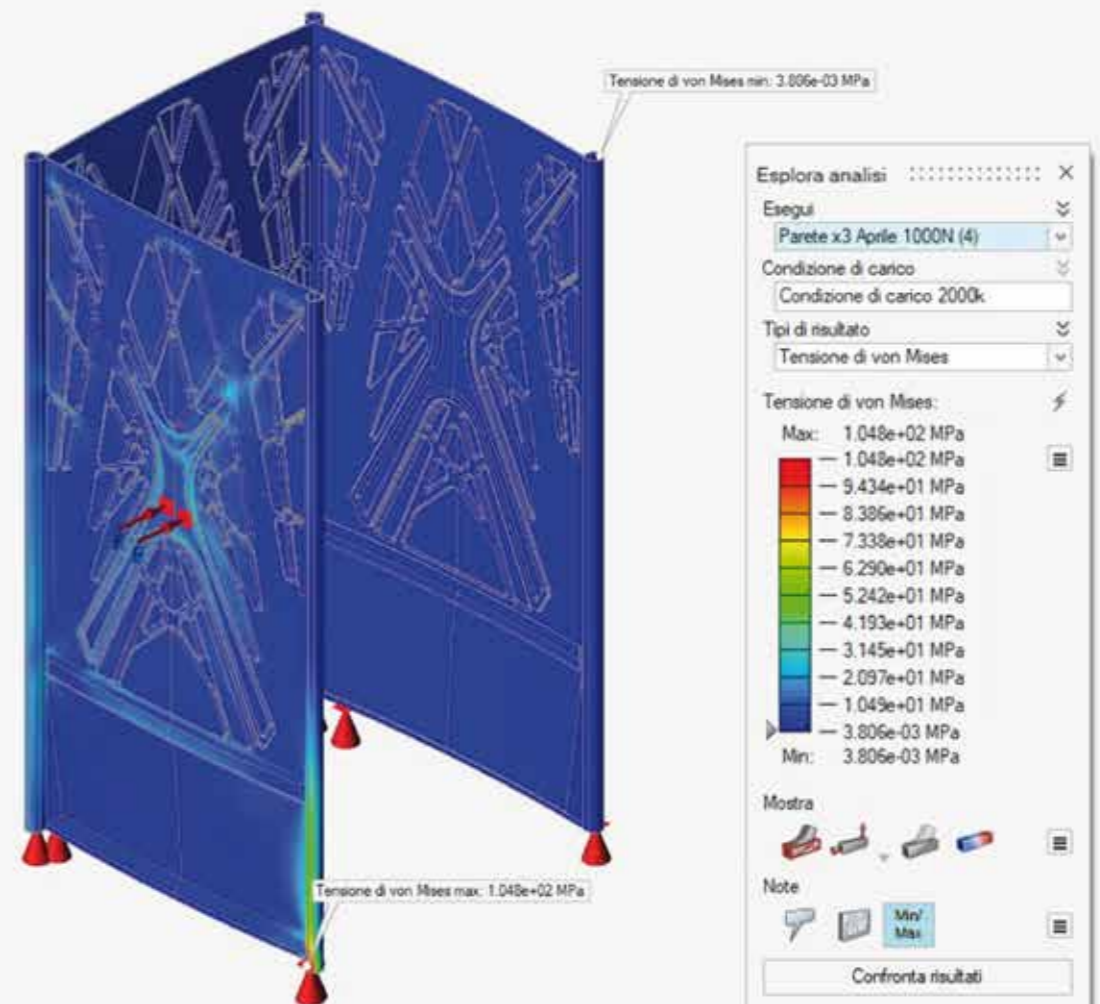 Tensione di von Mises min: 3.806e-03 MPa
Esplora analisi
Esegui
Parete x3 Aprile 1000N (4)
Condizione di carico
Condizione di carico 2000k
Tipi di risultato
Tensione di von Mises
Tensione di von Mises:
Max: 1.048e+02 MPa
1.048e+02 MPa
9.434e+01 MPa
8.386e+01 MPa
7.338e+01 MPa
6.290e+01 MPa
5.242e+01 MPa
4.193e+01 MPa
3.145e+01 MPa
2.097e+01 MPa
1.049e+01 MPa
3.806e-03 MPa
Min: 3.806e-03 MPa
Mostra
Note
Min/
Max
Confronta risultati
Tensione di von Mises max: 1.048e+02 MPa